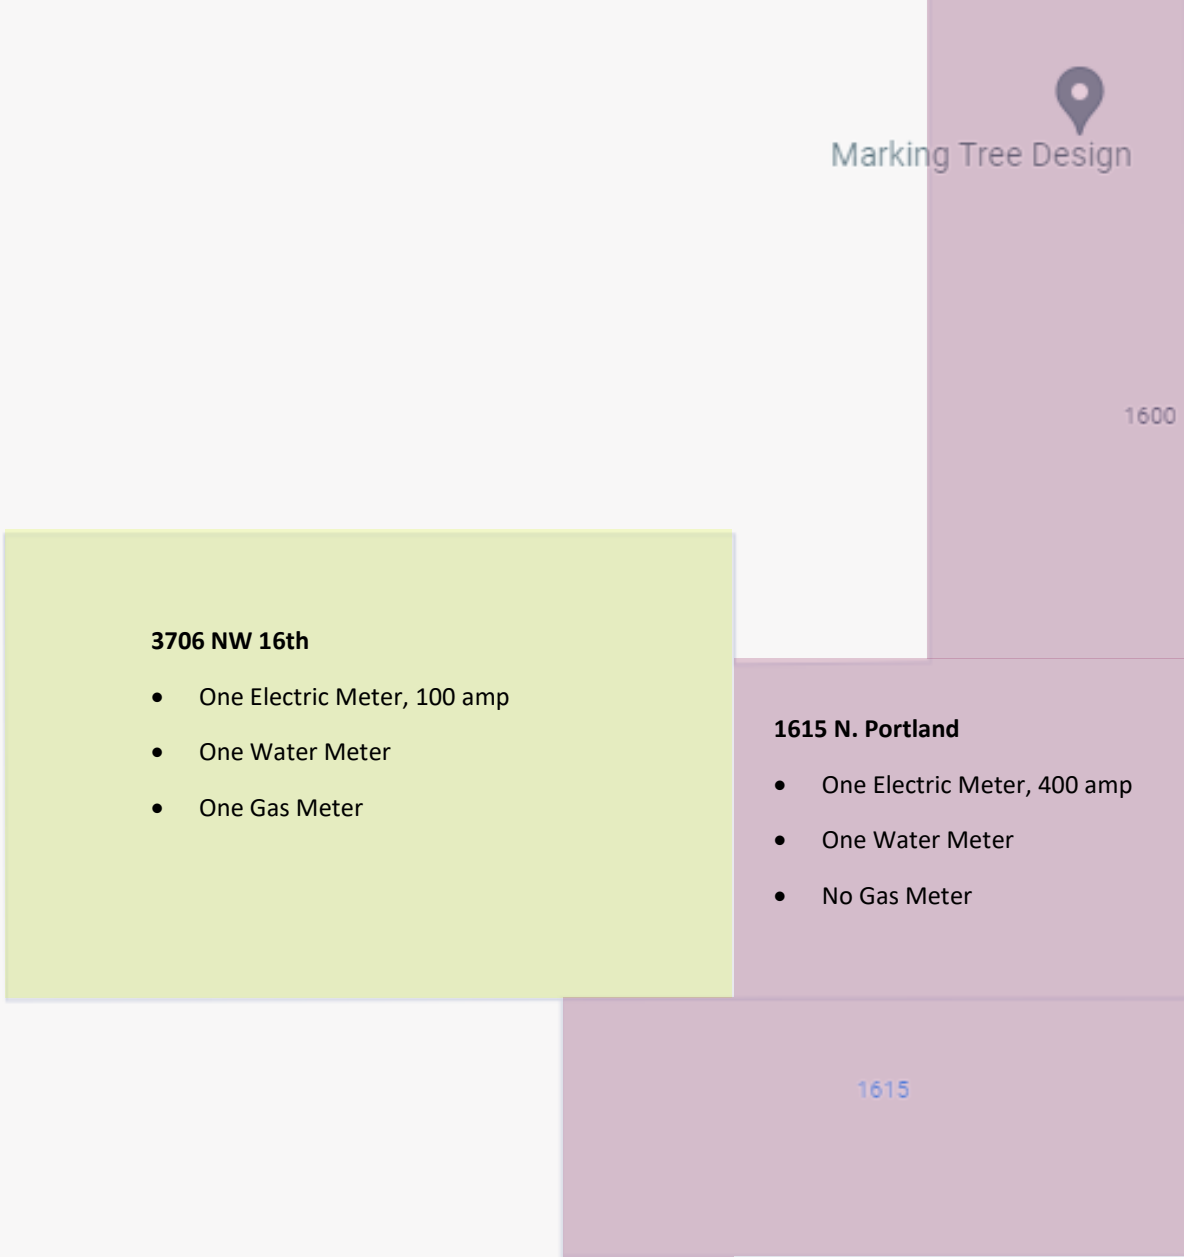 Marking Tree Design
1600
3706 NW 16th
• One Electric Meter, 100 amp
• One Water Meter
• One Gas Meter
1615 N. Portland
• One Electric Meter, 400 amp
• One Water Meter
• No Gas Meter
1615